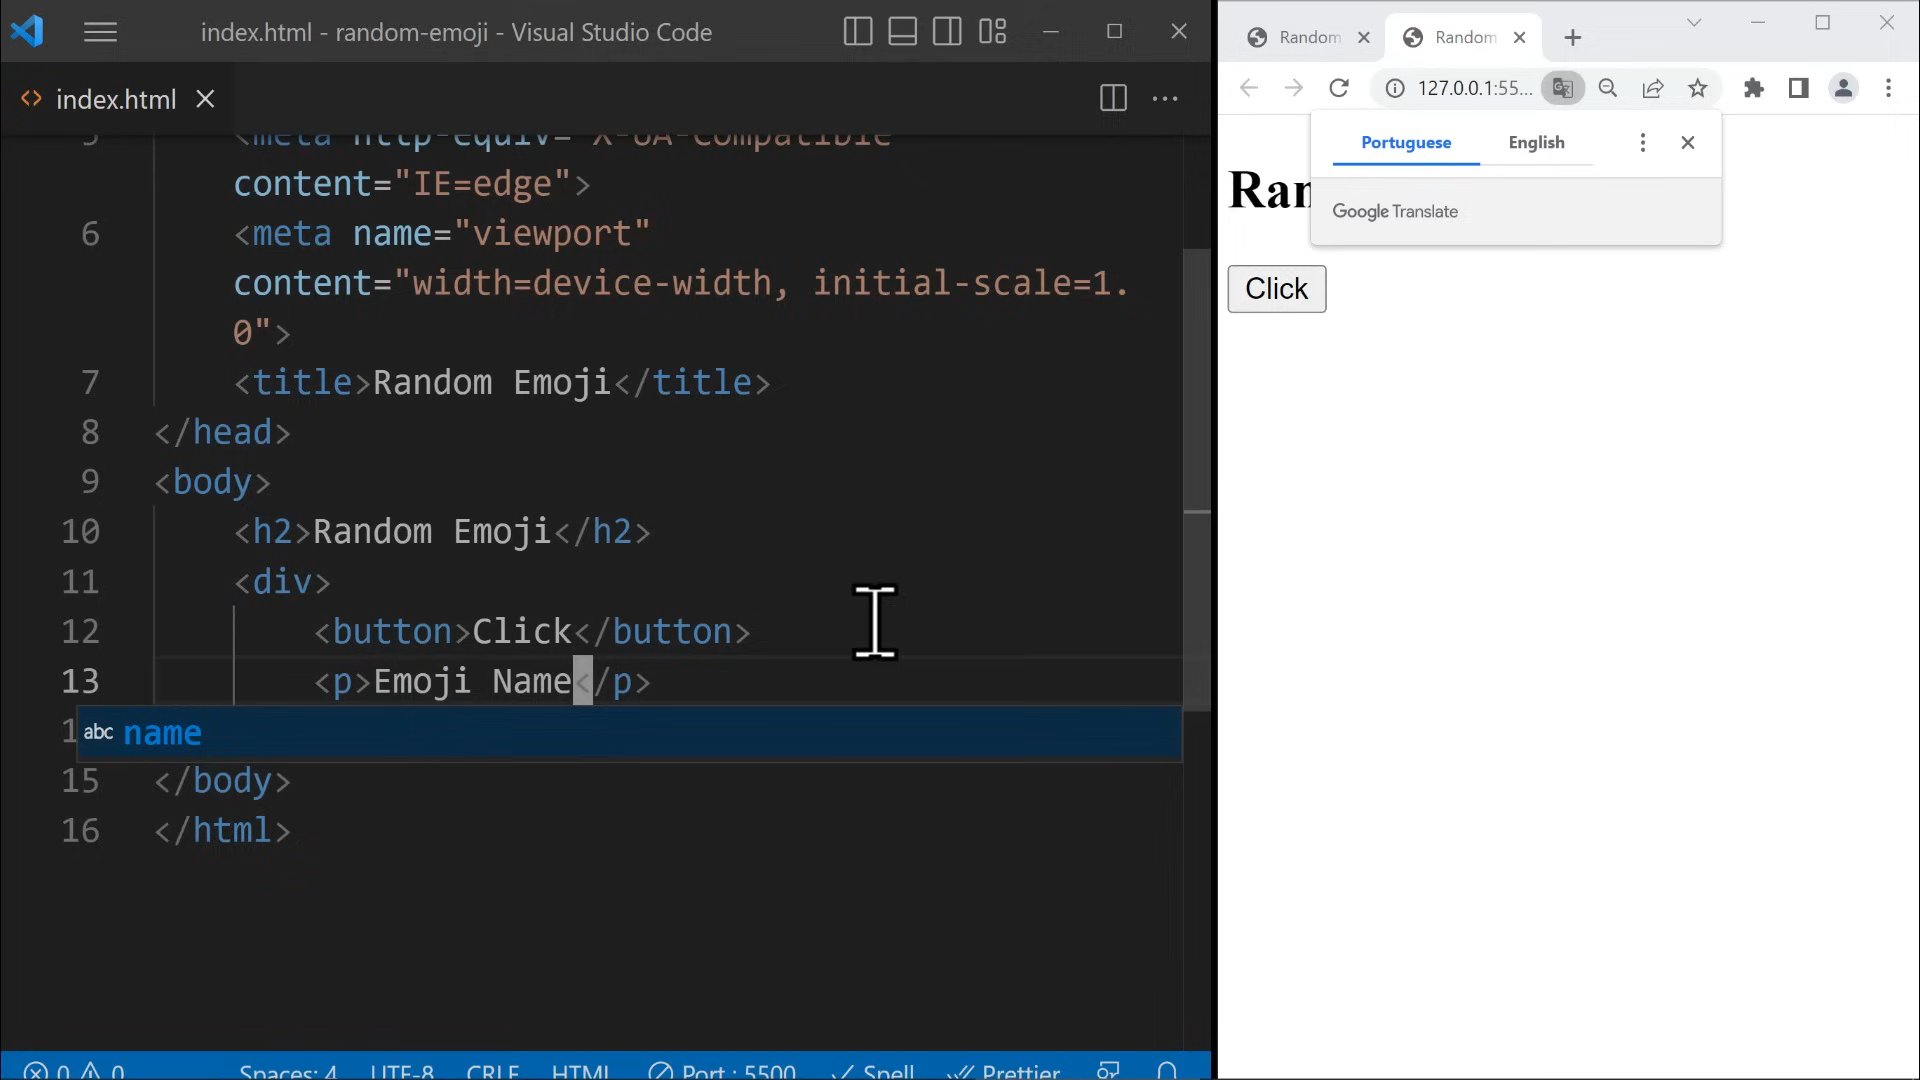 index.html - random-emoji - Visual Studio Code
index.html
5 <meta http-equiv="X-UA-Compatible"
content="IE=edge">
6 <meta name="viewport"
content="width=device-width, initial-scale=1.
0">
7 <title>Random Emoji</title>
8 </head>
9 <body>
10 <h2>Random Emoji</h2>
11 <div>
12 <button>Click</button>
13 <p>Emoji Name</p>
abc name
15 </body>
16 </html>
0 0 Spaces: 4 UTF-8 CRLF HTML Port : 5500 Spell Prettier
Random
Random
127.0.0.1:55...
Portuguese English
Google Translate
Ran
Click